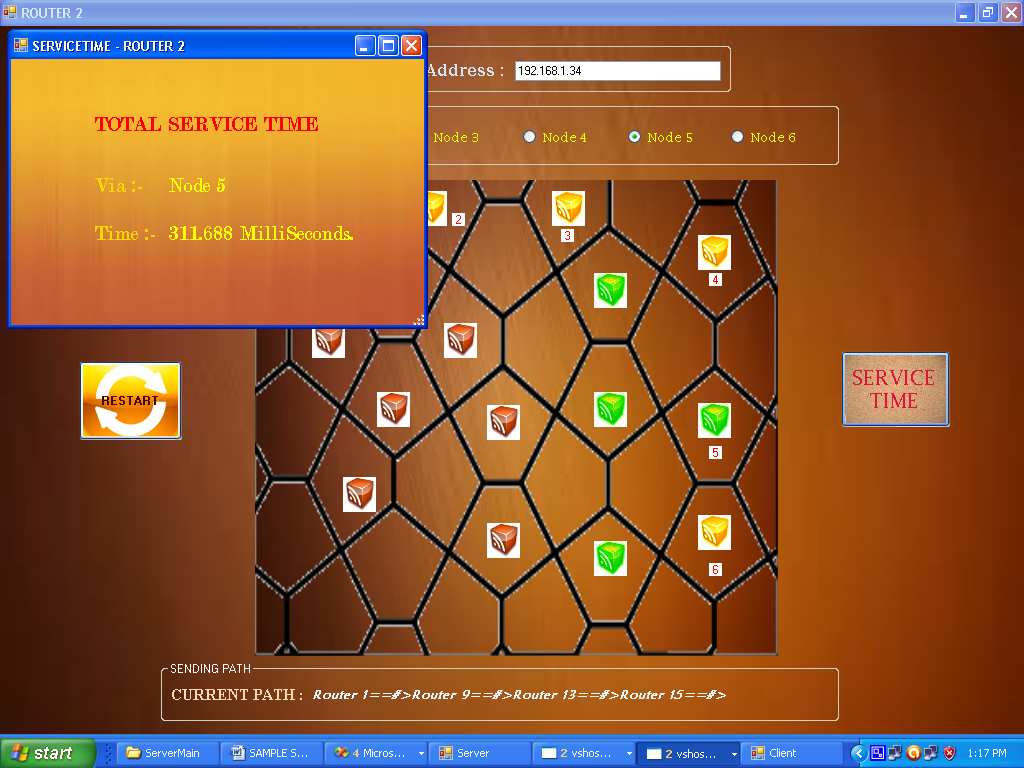 ROUTER 2
SERVICETIME - ROUTER 2
Address : 192.168.1.34
TOTAL SERVICE TIME
Node 3 Node 4 Node 5 Node 6
Via :- Node 5
Time :- 311.688 MilliSeconds.
2
3
4
RESTART
SERVICE
TIME
5
6
SENDING PATH
CURRENT PATH : Router 1==#>Router 9==#>Router 13==#>Router 15==#>
start ServerMain SAMPLE S... 4 Micros... Server 2 vshos... 2 vshos... Client 1:17 PM